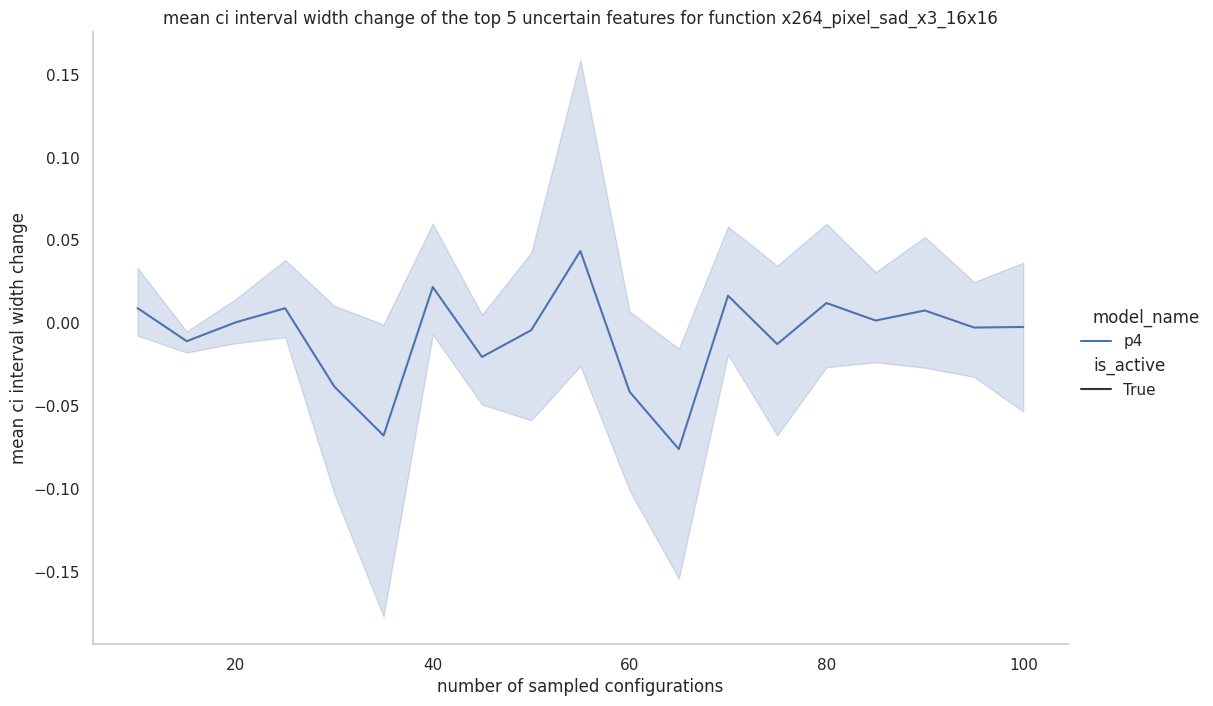 mean ci interval width change of the top 5 uncertain features for function x264_pixel_sad_x3_16x16
mean ci interval width change
0.15
0.10
0.05
0.00
−0.05
−0.10
−0.15
20
40
60
80
100
number of sampled configurations
model_name
p4
is_active
True